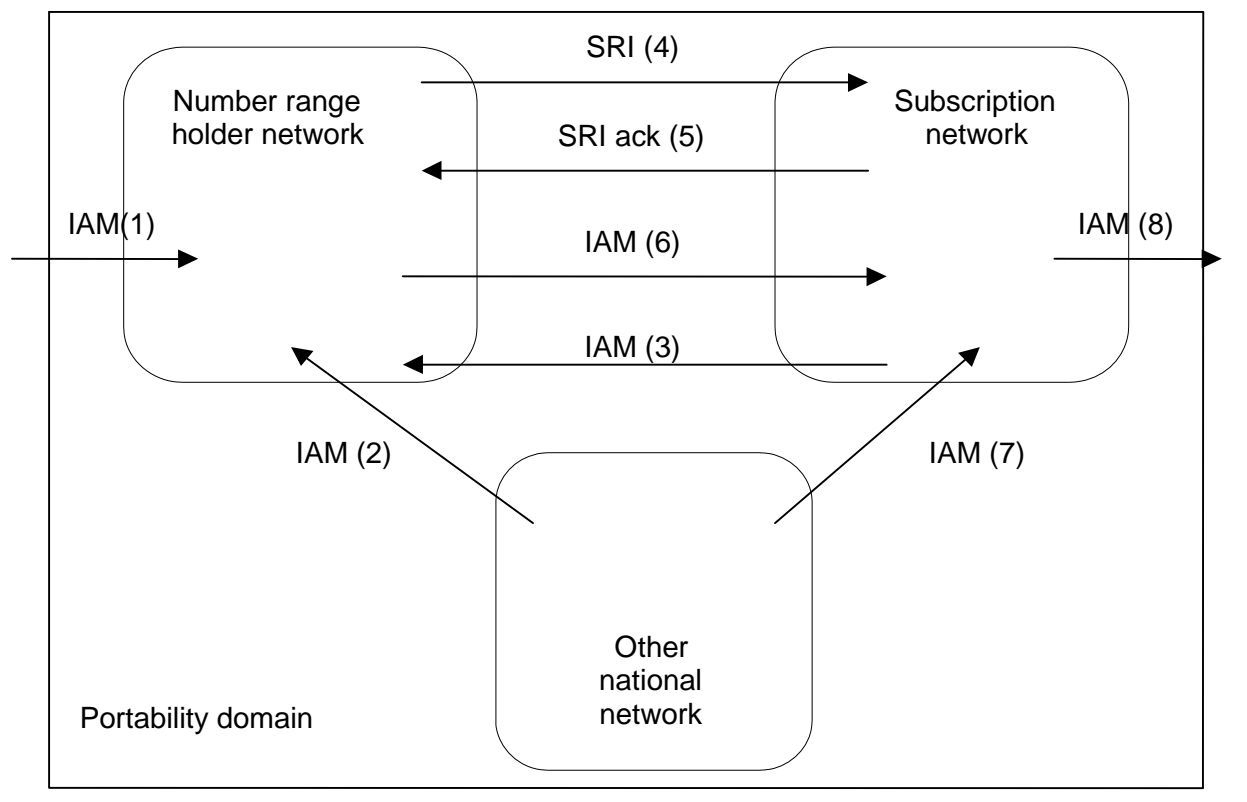 SRI (4)
Number range
holder network
Subscription
network
SRI ack (5)
IAM(1)
IAM (6)
IAM (8)
IAM (3)
IAM (2)
IAM (7)
Other
national
network
Portability domain